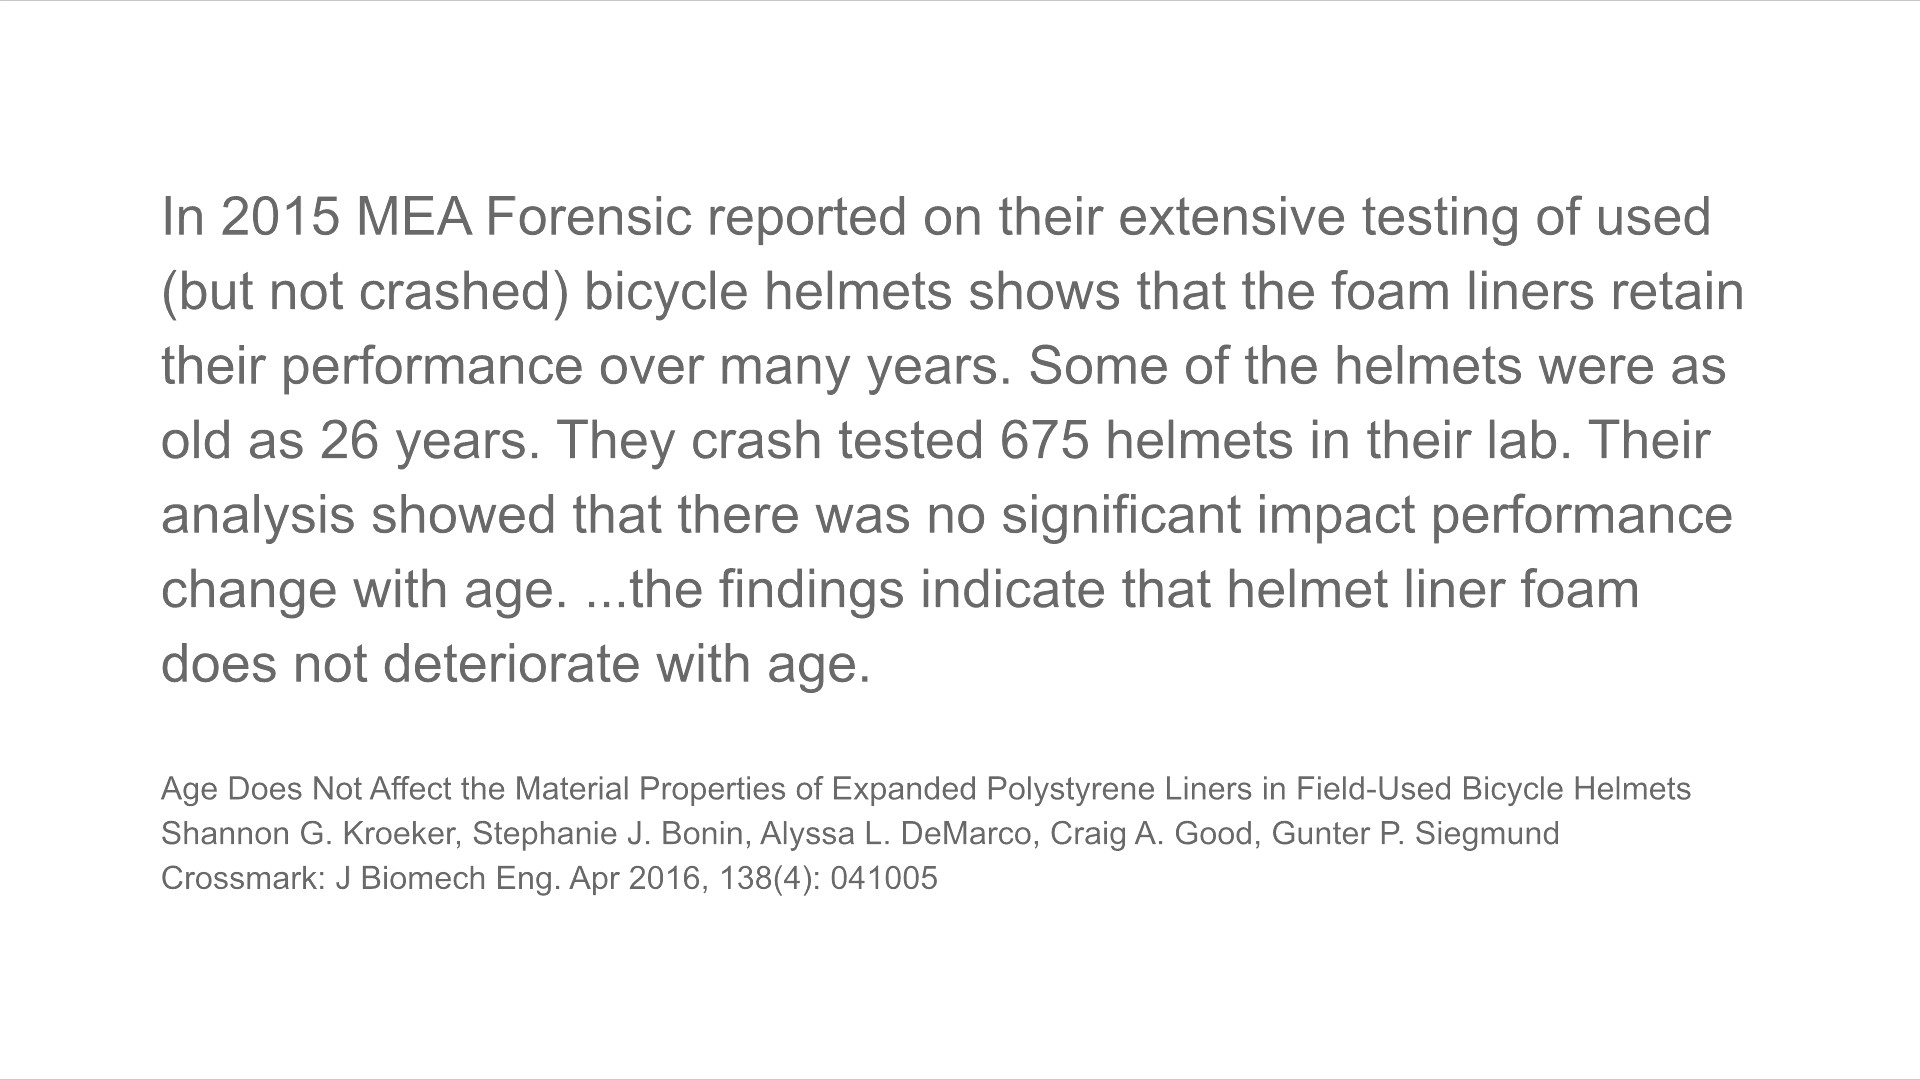 In 2015 MEA Forensic reported on their extensive testing of used
(but not crashed) bicycle helmets shows that the foam liners retain
their performance over many years. Some of the helmets were as
old as 26 years. They crash tested 675 helmets in their lab. Their
analysis showed that there was no significant impact performance
change with age. ...the findings indicate that helmet liner foam
does not deteriorate with age.
Age Does Not Affect the Material Properties of Expanded Polystyrene Liners in Field-Used Bicycle Helmets
Shannon G. Kroeker, Stephanie J. Bonin, Alyssa L. DeMarco, Craig A. Good, Gunter P. Siegmund
Crossmark: J Biomech Eng. Apr 2016, 138(4): 041005